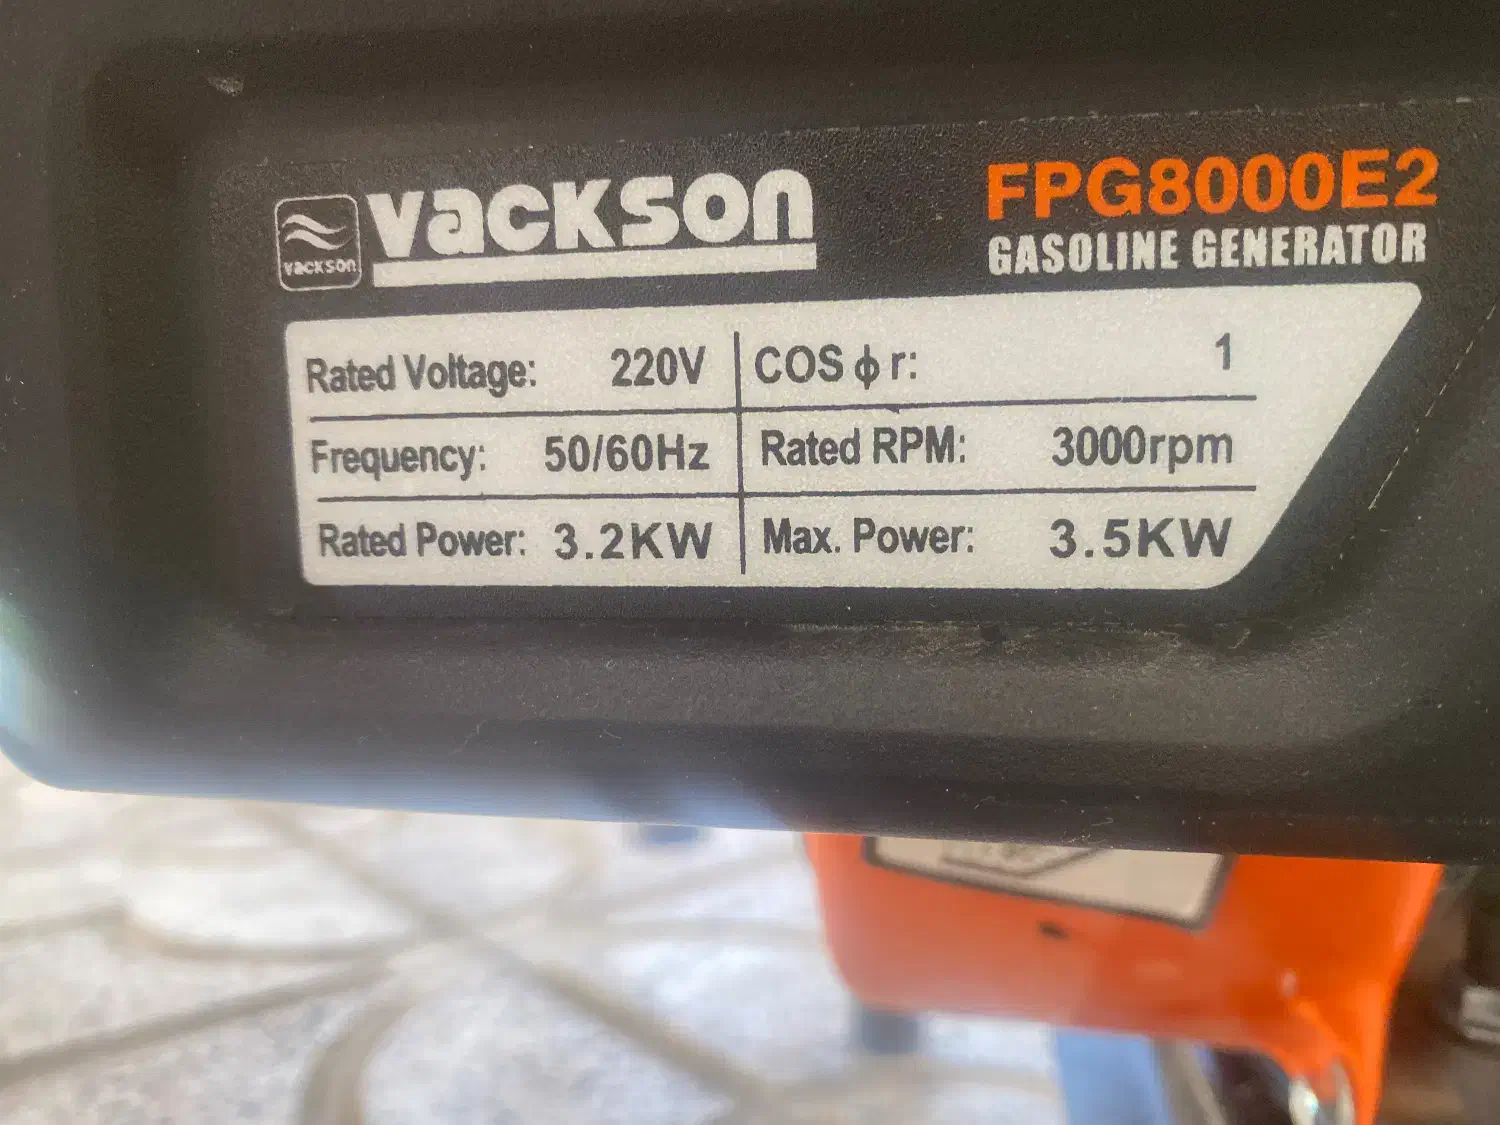 vackson
vackson
FPG8000E2
GASOLINE GENERATOR
Rated Voltage: 220V
COS ϕ r: 1
Frequency: 50/60Hz
Rated RPM: 3000rpm
Rated Power: 3.2KW
Max. Power: 3.5KW